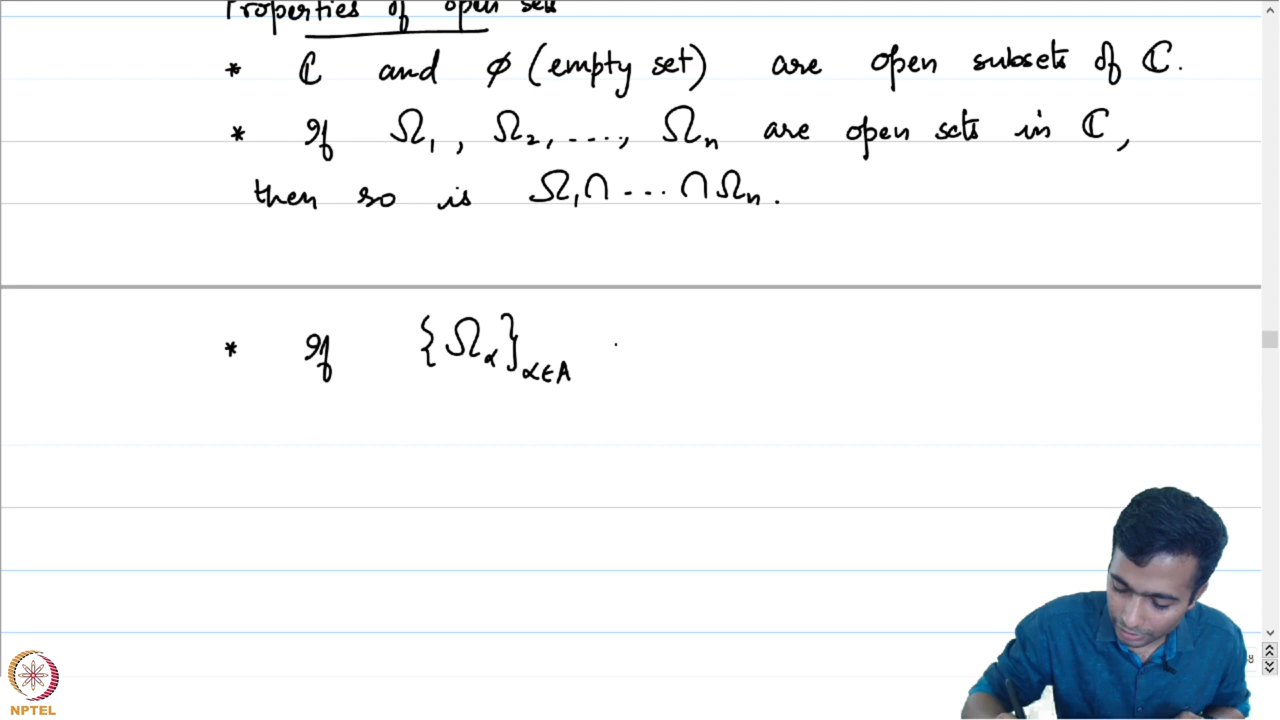 Properties of open sets
* ℂ and φ (empty set) are open subsets of ℂ.
* If Ω₁, Ω₂, ...., Ωₙ are open sets in ℂ,
then so is Ω₁∩ ... ∩Ωₙ.
* If {Ω_α}_{α∈A}
8
NPTEL